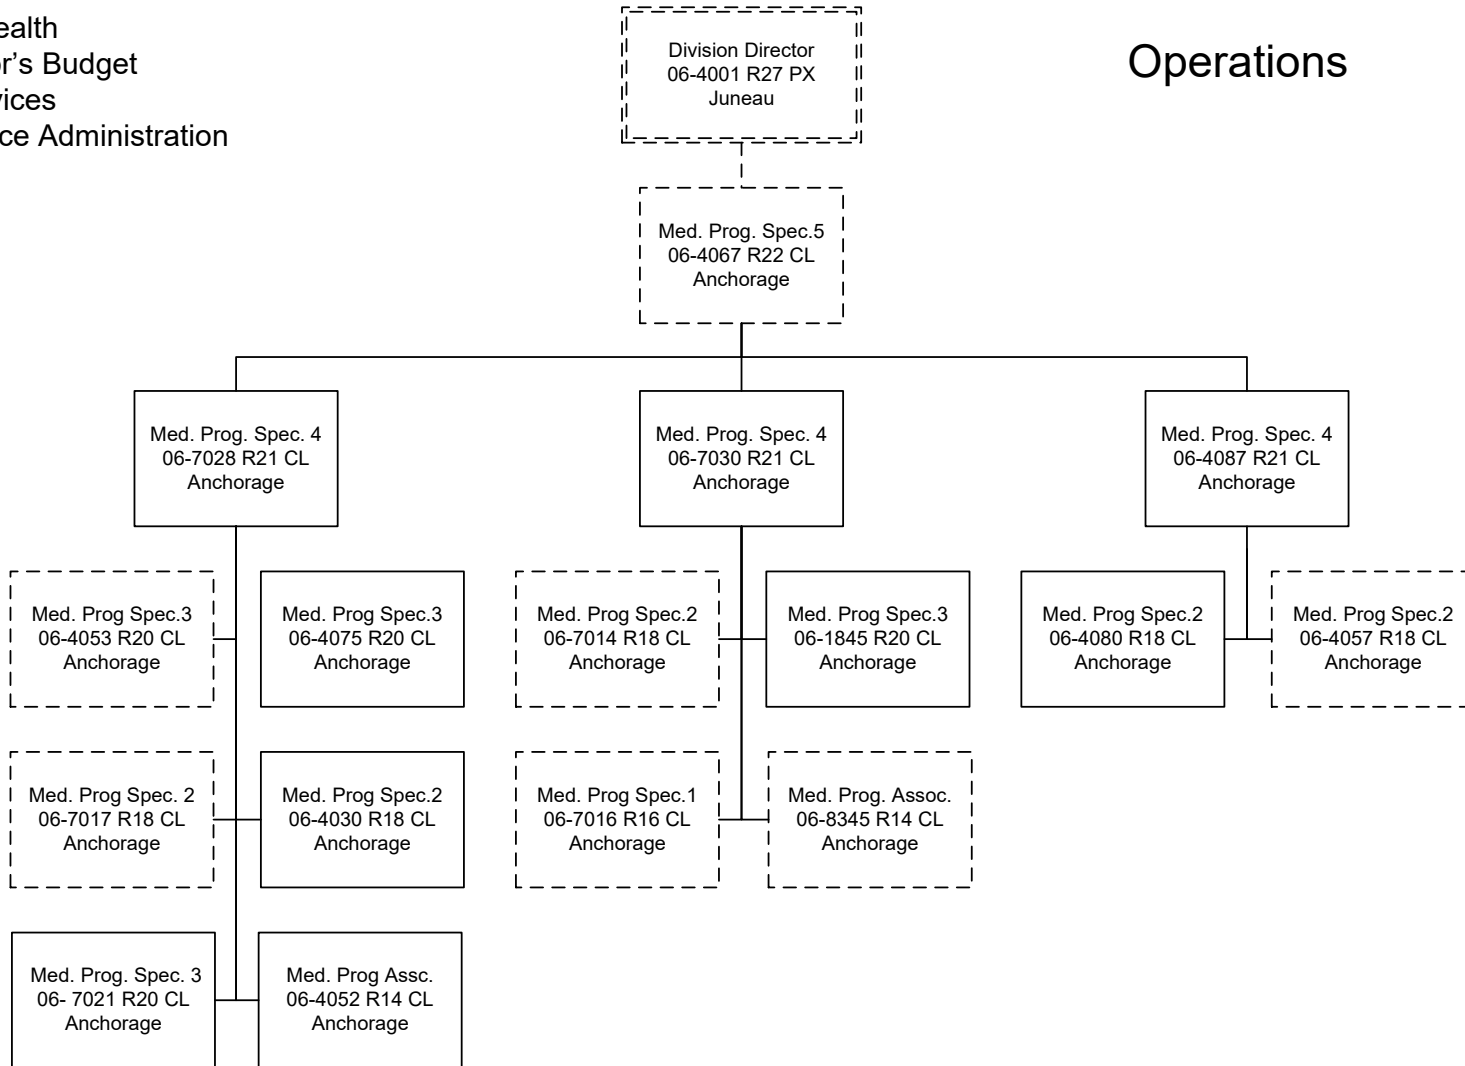 ealth
r's Budget
vices
ce Administration
Operations
Division Director
06-4001 R27 PX
Juneau
Med. Prog. Spec.5
06-4067 R22 CL
Anchorage
Med. Prog. Spec. 4
06-7028 R21 CL
Anchorage
Med. Prog. Spec. 4
06-7030 R21 CL
Anchorage
Med. Prog. Spec. 4
06-4087 R21 CL
Anchorage
Med. Prog Spec.3
06-4053 R20 CL
Anchorage
Med. Prog Spec.3
06-4075 R20 CL
Anchorage
Med. Prog Spec.2
06-7014 R18 CL
Anchorage
Med. Prog Spec.3
06-1845 R20 CL
Anchorage
Med. Prog Spec.2
06-4080 R18 CL
Anchorage
Med. Prog Spec.2
06-4057 R18 CL
Anchorage
Med. Prog Spec. 2
06-7017 R18 CL
Anchorage
Med. Prog Spec.2
06-4030 R18 CL
Anchorage
Med. Prog Spec.1
06-7016 R16 CL
Anchorage
Med. Prog. Assoc.
06-8345 R14 CL
Anchorage
Med. Prog. Spec. 3
06- 7021 R20 CL
Anchorage
Med. Prog Assc.
06-4052 R14 CL
Anchorage